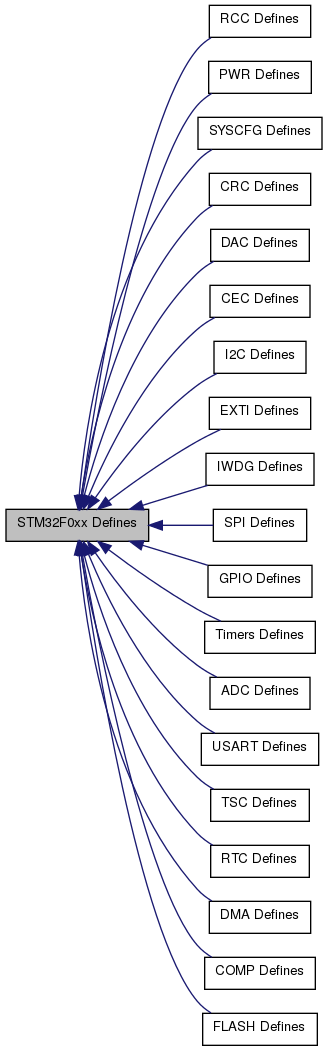 RCC Defines
PWR Defines
SYSCFG Defines
CRC Defines
DAC Defines
CEC Defines
I2C Defines
EXTI Defines
IWDG Defines
STM32F0xx Defines
SPI Defines
GPIO Defines
Timers Defines
ADC Defines
USART Defines
TSC Defines
RTC Defines
DMA Defines
COMP Defines
FLASH Defines